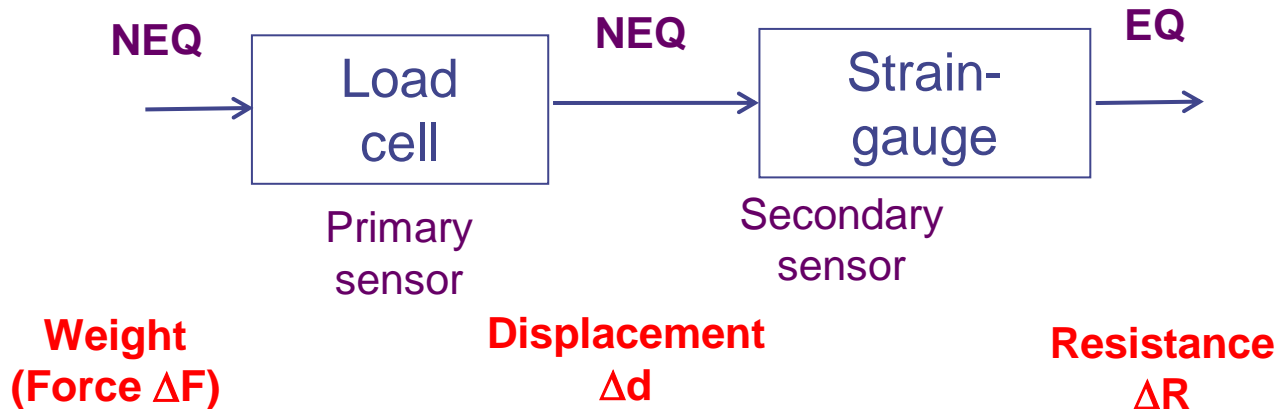 NEQ
NEQ
EQ
Load
cell
Strain-
gauge
Primary
sensor
Secondary
sensor
Weight
(Force ΔF)
Displacement
Δd
Resistance
ΔR